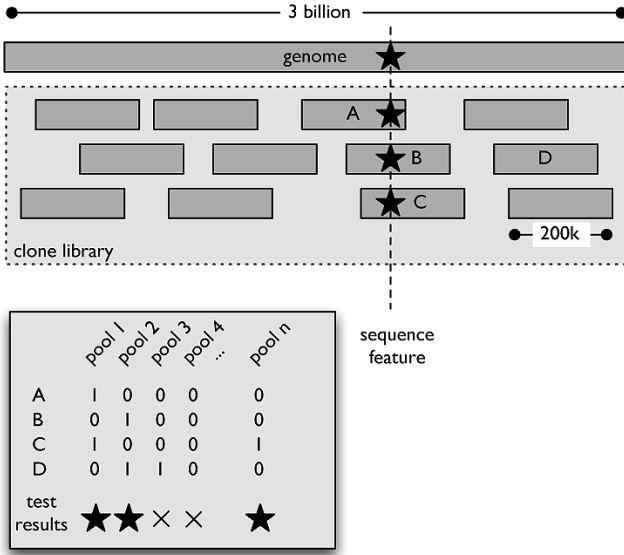 3 billion
genome
A
B D
C
200k
clone library
sequence
feature
pool 1 pool 2 pool 3 pool 4 ... pool n
A 1 0 0 0 0
B 0 1 0 0 0
C 1 0 0 0 1
D 0 1 1 0 0
test
results